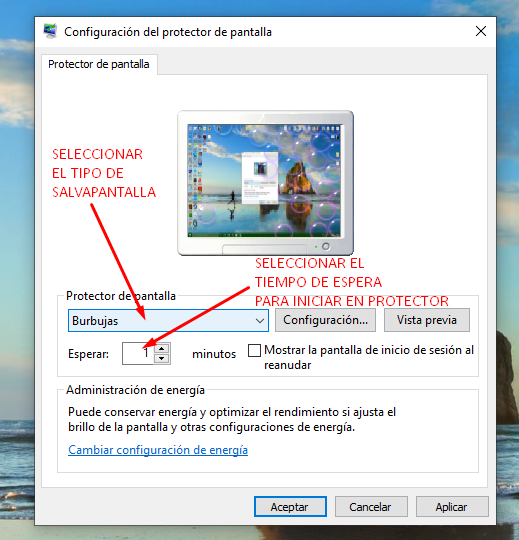 Configuración del protector de pantalla
Protector de pantalla
SELECCIONAR
EL TIPO DE
SALVAPANTALLA
SELECCIONAR EL
TIEMPO DE ESPERA
PARA INICIAR EN PROTECTOR
Protector de pantalla
Burbujas
Configuración...
Vista previa
Esperar:
1
minutos
Mostrar la pantalla de inicio de sesión al
reanudar
Administración de energía
Puede conservar energía y optimizar el rendimiento si ajusta el
brillo de la pantalla y otras configuraciones de energía.
Cambiar configuración de energía
Aceptar
Cancelar
Aplicar